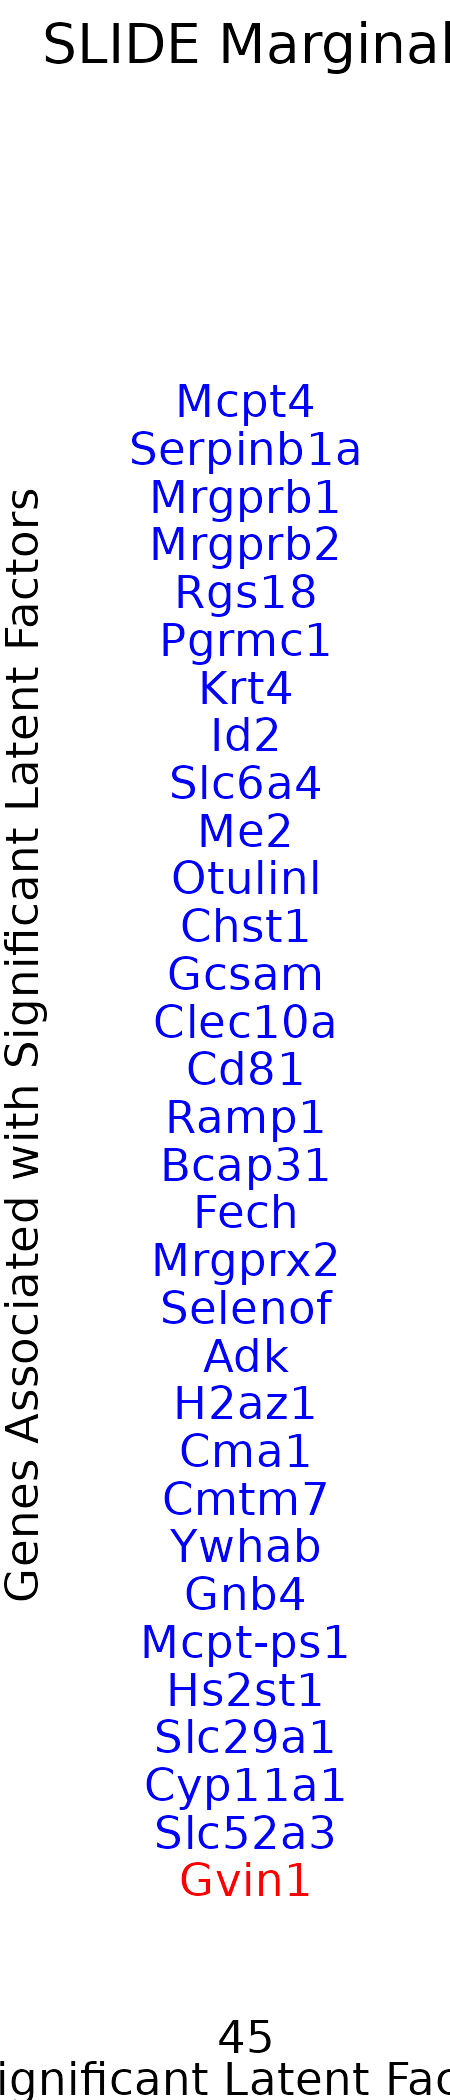 SLIDE Marginal
Genes Associated with Significant Latent Factors
Mcpt4
Serpinb1a
Mrgprb1
Mrgprb2
Rgs18
Pgrmc1
Krt4
Id2
Slc6a4
Me2
Otulinl
Chst1
Gcsam
Clec10a
Cd81
Ramp1
Bcap31
Fech
Mrgprx2
Selenof
Adk
H2az1
Cma1
Cmtm7
Ywhab
Gnb4
Mcpt-ps1
Hs2st1
Slc29a1
Cyp11a1
Slc52a3
Gvin1
45
ignificant Latent Fac